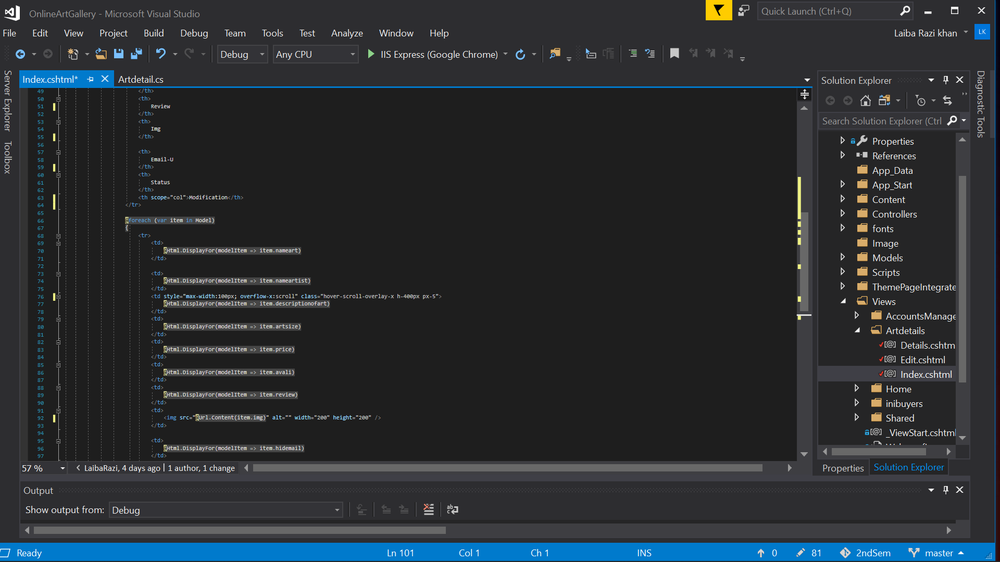 OnlineArtGallery - Microsoft Visual Studio
Quick Launch (Ctrl+Q)
File Edit View Project Build Debug Team Tools Test Analyze Window Help
Laiba Razi khan LK
Debug Any CPU IIS Express (Google Chrome)
Server Explorer
Toolbox
Index.cshtml* Artdetail.cs
49 </th>
50 <th>
51 Review
52 </th>
53 <th>
54 Img
55 </th>
56
57 <th>
58 Email-U
59 </th>
60 <th>
61 Status
62 </th>
63 <th scope="col">Modification</th>
64 </tr>
65
66 @foreach (var item in Model)
67 {
68 <tr>
69 <td>
70 @Html.DisplayFor(modelItem => item.nameart)
71 </td>
72
73 <td>
74 @Html.DisplayFor(modelItem => item.nameartist)
75 </td>
76 <td style="max-width:100px; overflow-x:scroll" class="hover-scroll-overlay-x h-400px px-5">
77 @Html.DisplayFor(modelItem => item.descriptionofart)
78 </td>
79 <td>
80 @Html.DisplayFor(modelItem => item.artsize)
81 </td>
82 <td>
83 @Html.DisplayFor(modelItem => item.price)
84 </td>
85 <td>
86 @Html.DisplayFor(modelItem => item.avali)
87 </td>
88 <td>
89 @Html.DisplayFor(modelItem => item.review)
90 </td>
91 <td>
92 <img src="@Url.Content(item.img)" alt="" width="200" height="200" />
93 </td>
94
95 <td>
96 @Html.DisplayFor(modelItem => item.hidemail)
97 </td>
57 % LaibaRazi, 4 days ago | 1 author, 1 change
Solution Explorer
Search Solution Explorer (Ctrl
Properties
References
App_Data
App_Start
Content
Controllers
fonts
Image
Models
Scripts
ThemePageIntegrate
Views
AccountsManage
Artdetails
Details.cshtm
Edit.cshtml
Index.cshtml
Home
inibuyers
Shared
_ViewStart.cshtml
Properties Solution Explorer
Diagnostic Tools
Output
Show output from: Debug
Ready Ln 101 Col 1 Ch 1 INS 0 81 2ndSem master